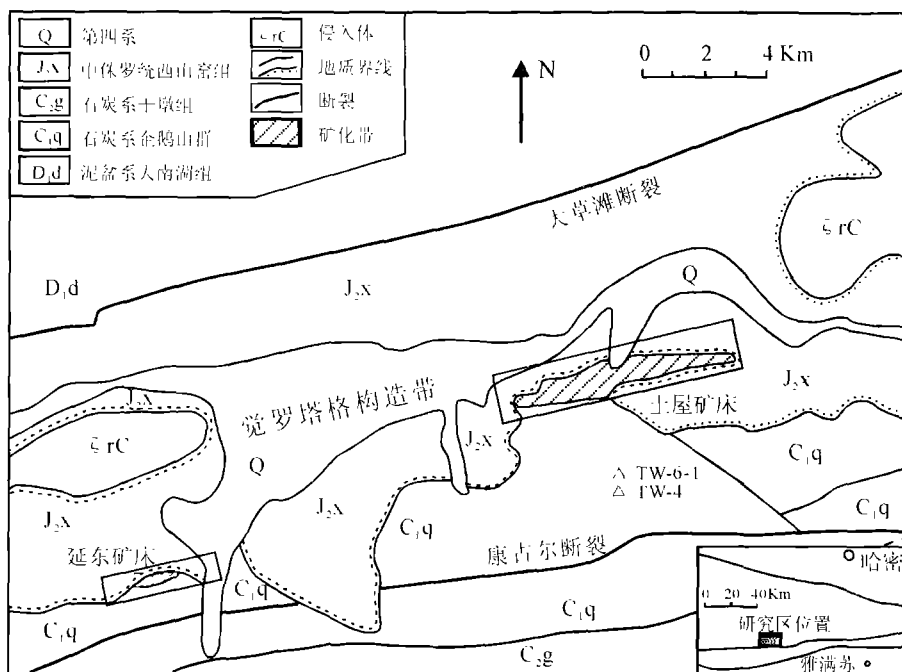 Q 第四系
J₂x 中侏罗统西山窑组
C₂g 石炭系干墩组
C₁q 石炭系企鹅山群
D₁d 泥盆系大南湖组
ζrC 侵入体
地质界线
断裂
矿化带
0 2 4 Km
N
大草滩断裂
ζrC
Q
D₁d
J₂x
J₂x
觉罗塔格构造带
J₂x
土屋矿床
ζrC
J₂x
Q
C₁q
TW-6-1
TW-4
J₂x
J₂x
C₁q
C₁q
延东矿床
康古尔断裂
C₁q
C₁q
C₁q
C₂g
哈密
0 20 40Km
研究区位置
雅满苏